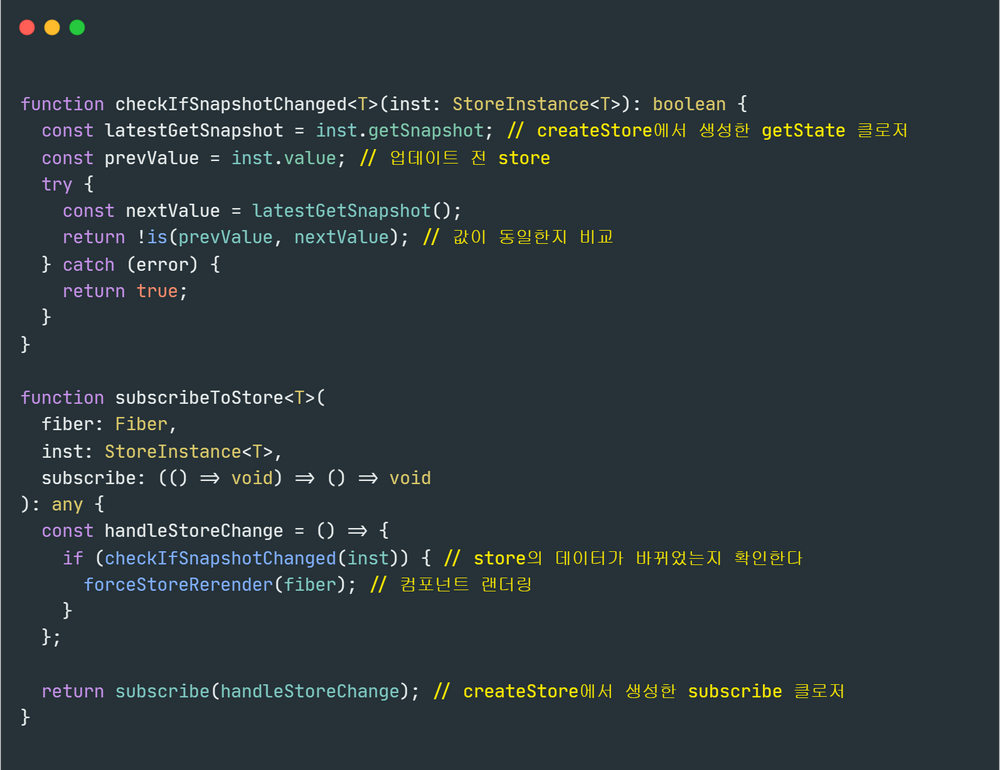 function checkIfSnapshotChanged<T>(inst: StoreInstance<T>): boolean {
  const latestGetSnapshot = inst.getSnapshot; // createStore에서 생성한 getState 클로저
  const prevValue = inst.value; // 업데이트 전 store
  try {
    const nextValue = latestGetSnapshot();
    return !is(prevValue, nextValue); // 값이 동일한지 비교
  } catch (error) {
    return true;
  }
}

function subscribeToStore<T>(
  fiber: Fiber,
  inst: StoreInstance<T>,
  subscribe: (() => void) => () => void
): any {
  const handleStoreChange = () => {
    if (checkIfSnapshotChanged(inst)) { // store의 데이터가 바뀌었는지 확인한다
      forceStoreRerender(fiber); // 컴포넌트 랜더링
    }
  };

  return subscribe(handleStoreChange); // createStore에서 생성한 subscribe 클로저
}